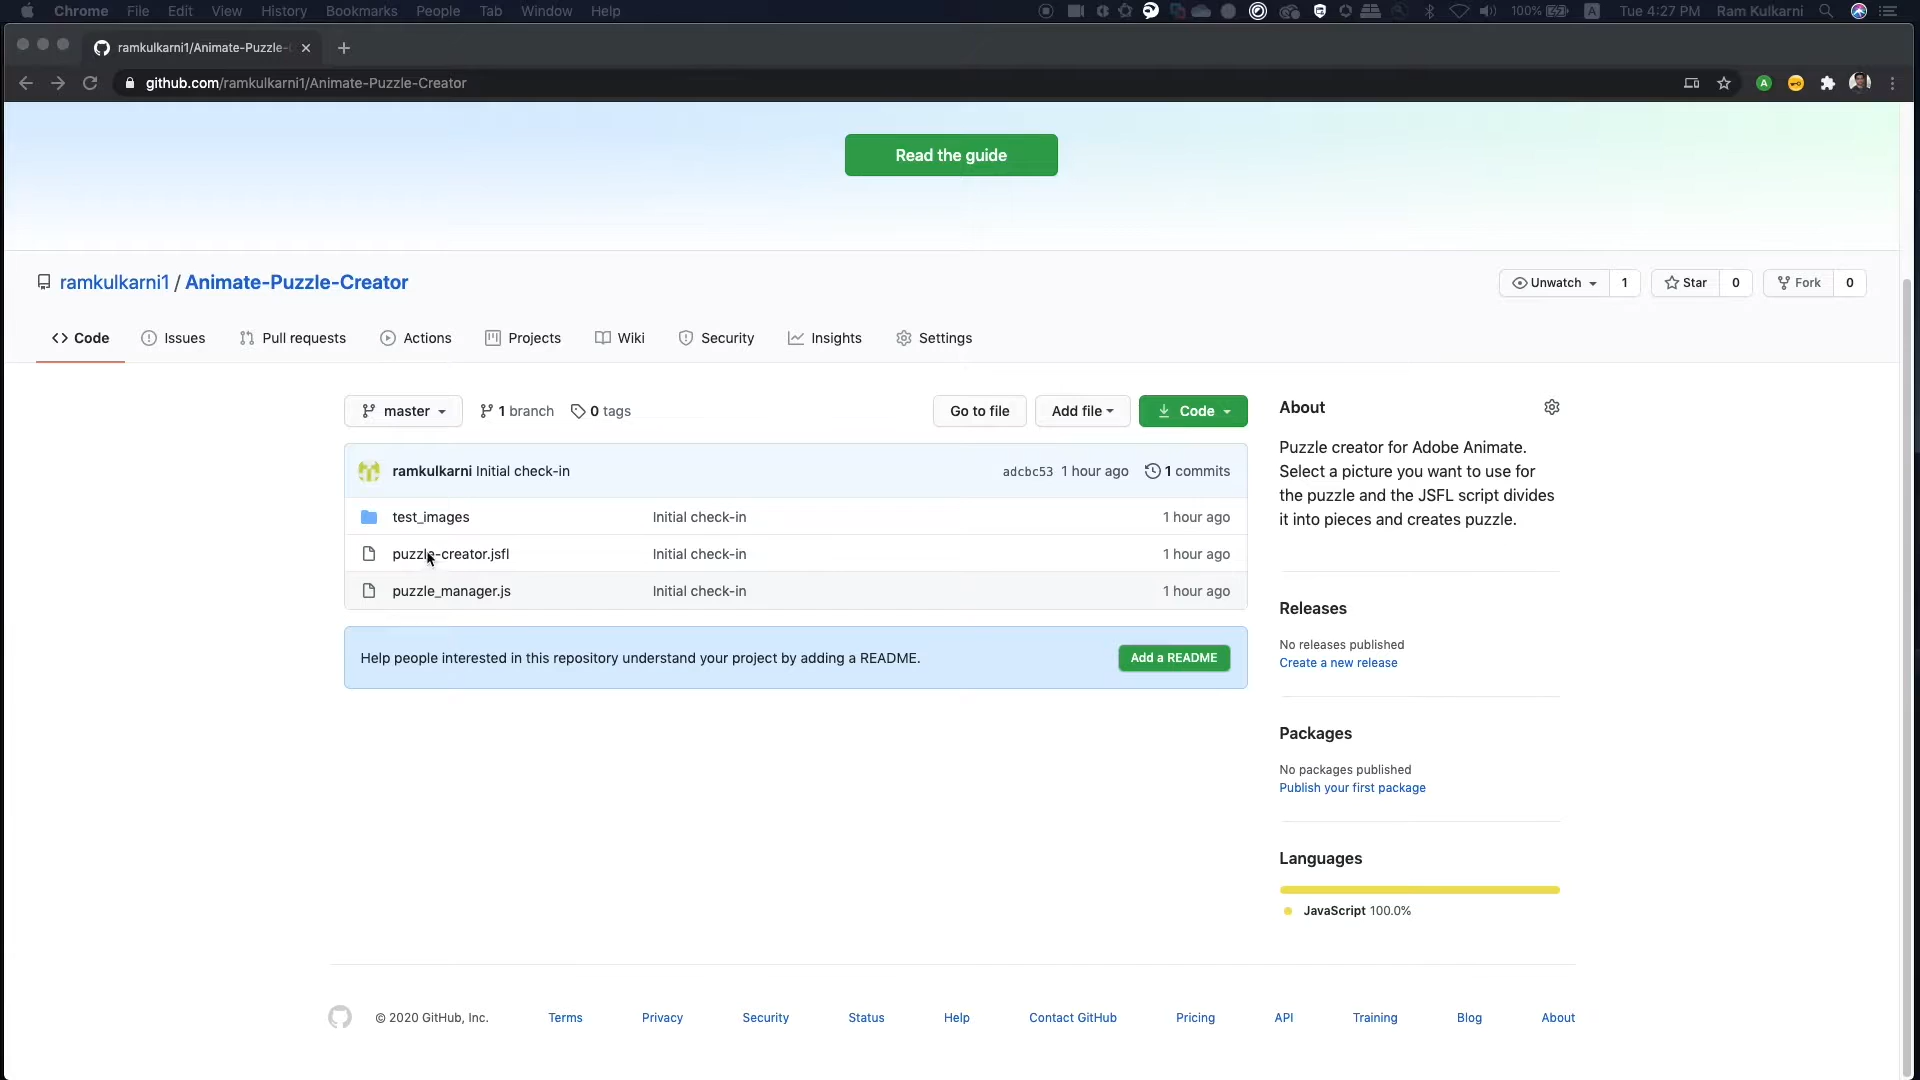 Chrome File Edit View History Bookmarks People Tab Window Help 100% A Tue 4:27 PM Ram Kulkarni
ramkulkarni1/Animate-Puzzle-
github.com/ramkulkarni1/Animate-Puzzle-Creator A
Read the guide
ramkulkarni1 / Animate-Puzzle-Creator Unwatch 1 Star 0 Fork 0
Code Issues Pull requests Actions Projects Wiki Security Insights Settings
master 1 branch 0 tags Go to file Add file Code
ramkulkarni Initial check-in adcbc53 1 hour ago 1 commits
test_images Initial check-in 1 hour ago
puzzle-creator.jsfl Initial check-in 1 hour ago
puzzle_manager.js Initial check-in 1 hour ago
Help people interested in this repository understand your project by adding a README. Add a README
About
Puzzle creator for Adobe Animate.
Select a picture you want to use for
the puzzle and the JSFL script divides
it into pieces and creates puzzle.
Releases
No releases published
Create a new release
Packages
No packages published
Publish your first package
Languages
JavaScript 100.0%
© 2020 GitHub, Inc. Terms Privacy Security Status Help Contact GitHub Pricing API Training Blog About